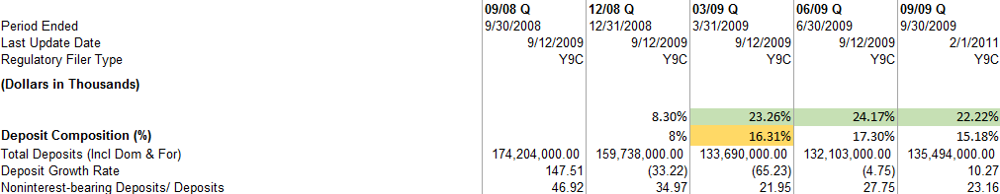 09/08 Q 12/08 Q 03/09 Q 06/09 Q 09/09 Q
Period Ended 9/30/2008 12/31/2008 3/31/2009 6/30/2009 9/30/2009
Last Update Date 9/12/2009 9/12/2009 9/12/2009 9/12/2009 2/1/2011
Regulatory Filer Type Y9C Y9C Y9C Y9C Y9C
(Dollars in Thousands)
8.30% 23.26% 24.17% 22.22%
Deposit Composition (%) 8% 16.31% 17.30% 15.18%
Total Deposits (Incl Dom & For) 174,204,000.00 159,738,000.00 133,690,000.00 132,103,000.00 135,494,000.00
Deposit Growth Rate 147.51 (33.22) (65.23) (4.75) 10.27
Noninterest-bearing Deposits/ Deposits 46.92 34.97 21.95 27.75 23.16